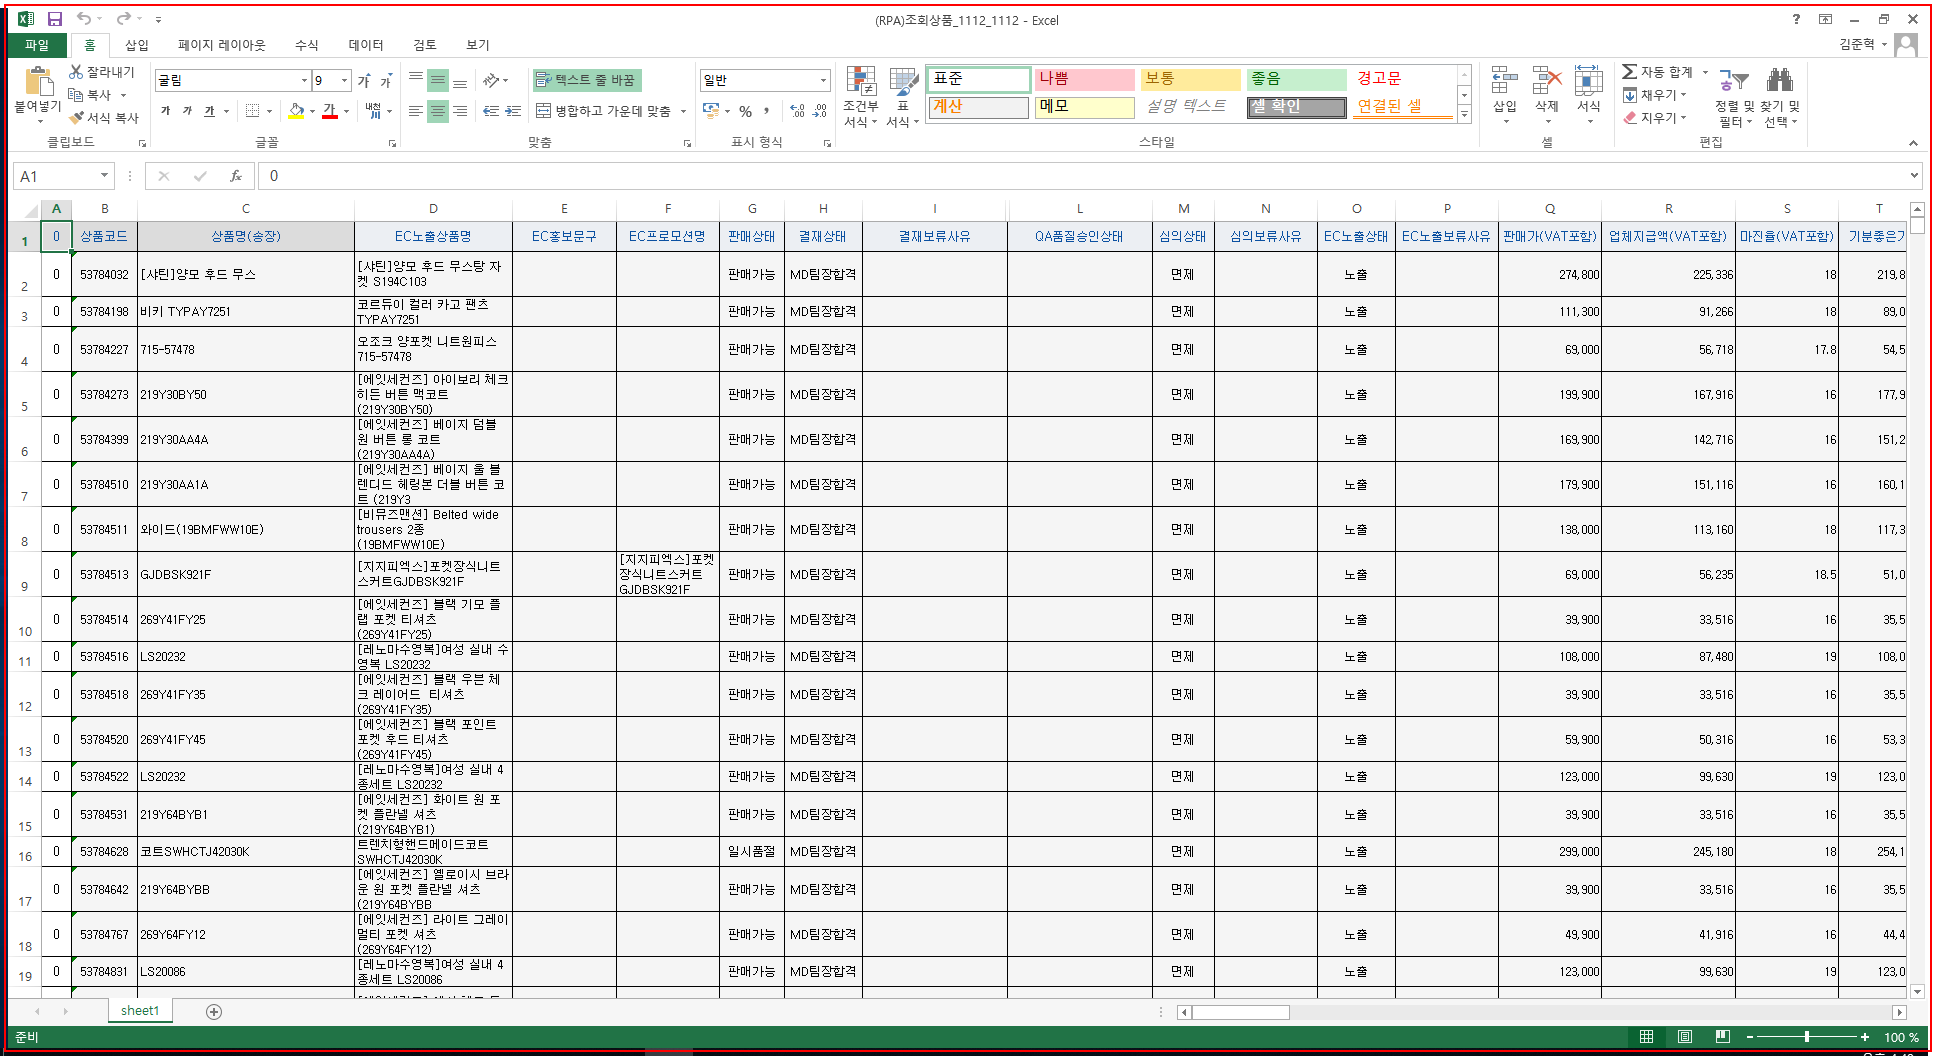 (RPA)조회상품_1112_1112 - Excel
파일 홈 삽입 페이지 레이아웃 수식 데이터 검토 보기 김준혁
붙여넣기
잘라내기
복사
서식 복사
클립보드
굴림 9
가 가 가 가 가 가 내천
글꼴
텍스트 줄 바꿈
병합하고 가운데 맞춤
맞춤
일반
표시 형식
조건부 서식
표 서식
표준 나쁨 보통 좋음 경고문
계산 메모 설명 텍스트 셀 확인 연결된 셀
스타일
삽입 삭제 서식
셀
자동 합계
채우기
지우기
정렬 및 필터
찾기 및 선택
편집
A1 fx 0
A B C D E F G H I L M N O P Q R S T
1 0 상품코드 상품명(송장) EC노출상품명 EC홍보문구 EC프로모션명 판매상태 결재상태 결재보류사유 QA품질승인상태 심의상태 심의보류사유 EC노출상태 EC노출보류사유 판매가(VAT포함) 업체지급액(VAT포함) 마진율(VAT포함) 기분좋은가
2 0 53784032 [샤틴]양모 후드 무스 [샤틴]양모 후드 무스탕 자켓 S194C103 판매가능 MD팀장합격 면제 노출 274,800 225,336 18 219,8
3 0 53784198 비키 TYPAY7251 코르듀이 컬러 카고 팬츠 TYPAY7251 판매가능 MD팀장합격 면제 노출 111,300 91,266 18 89,0
4 0 53784227 715-57478 오조크 양포켓 니트원피스 715-57478 판매가능 MD팀장합격 면제 노출 69,000 56,718 17.8 54,5
5 0 53784273 219Y30BY50 [에잇세컨즈] 아이보리 체크 히든 버튼 맥코트 (219Y30BY50) 판매가능 MD팀장합격 면제 노출 199,900 167,916 16 177,9
6 0 53784399 219Y30AA4A [에잇세컨즈] 베이지 덤블 원 버튼 롱 코트 (219Y30AA4A) 판매가능 MD팀장합격 면제 노출 169,900 142,716 16 151,2
7 0 53784510 219Y30AA1A [에잇세컨즈] 베이지 울 블렌디드 헤링본 더블 버튼 코트 (219Y3 판매가능 MD팀장합격 면제 노출 179,900 151,116 16 160,1
8 0 53784511 와이드(19BMFWW10E) [비뮤즈맨션] Belted wide trousers 2종 (19BMFWW10E) 판매가능 MD팀장합격 면제 노출 138,000 113,160 18 117,3
9 0 53784513 GJDBSK921F [지지피엑스]포켓장식니트스커트GJDBSK921F [지지피엑스]포켓장식니트스커트GJDBSK921F 판매가능 MD팀장합격 면제 노출 69,000 56,235 18.5 51,0
10 0 53784514 269Y41FY25 [에잇세컨즈] 블랙 기모 플랩 포켓 티셔츠 (269Y41FY25) 판매가능 MD팀장합격 면제 노출 39,900 33,516 16 35,5
11 0 53784516 LS20232 [레노마수영복]여성 실내 수영복 LS20232 판매가능 MD팀장합격 면제 노출 108,000 87,480 19 108,0
12 0 53784518 269Y41FY35 [에잇세컨즈] 블랙 우븐 체크 레이어드 티셔츠 (269Y41FY35) 판매가능 MD팀장합격 면제 노출 39,900 33,516 16 35,5
13 0 53784520 269Y41FY45 [에잇세컨즈] 블랙 포인트 포켓 후드 티셔츠 (269Y41FY45) 판매가능 MD팀장합격 면제 노출 59,900 50,316 16 53,3
14 0 53784522 LS20232 [레노마수영복]여성 실내 4종세트 LS20232 판매가능 MD팀장합격 면제 노출 123,000 99,630 19 123,0
15 0 53784531 219Y64BYB1 [에잇세컨즈] 화이트 원 포켓 플란넬 셔츠 (219Y64BYB1) 판매가능 MD팀장합격 면제 노출 39,900 33,516 16 35,5
16 0 53784628 코트SWHCTJ42030K 트렌치형핸드메이드코트SWHCTJ42030K 일시품절 MD팀장합격 면제 노출 299,000 245,180 18 254,1
17 0 53784642 219Y64BYBB [에잇세컨즈] 옐로이시 브라운 원 포켓 플란넬 셔츠 (219Y64BYBB 판매가능 MD팀장합격 면제 노출 39,900 33,516 16 35,5
18 0 53784767 269Y64FY12 [에잇세컨즈] 라이트 그레이 멀티 포켓 셔츠 (269Y64FY12) 판매가능 MD팀장합격 면제 노출 49,900 41,916 16 44,4
19 0 53784831 LS20086 [레노마수영복]여성 실내 4종세트 LS20086 판매가능 MD팀장합격 면제 노출 123,000 99,630 19 123,0
sheet1
준비 100 %